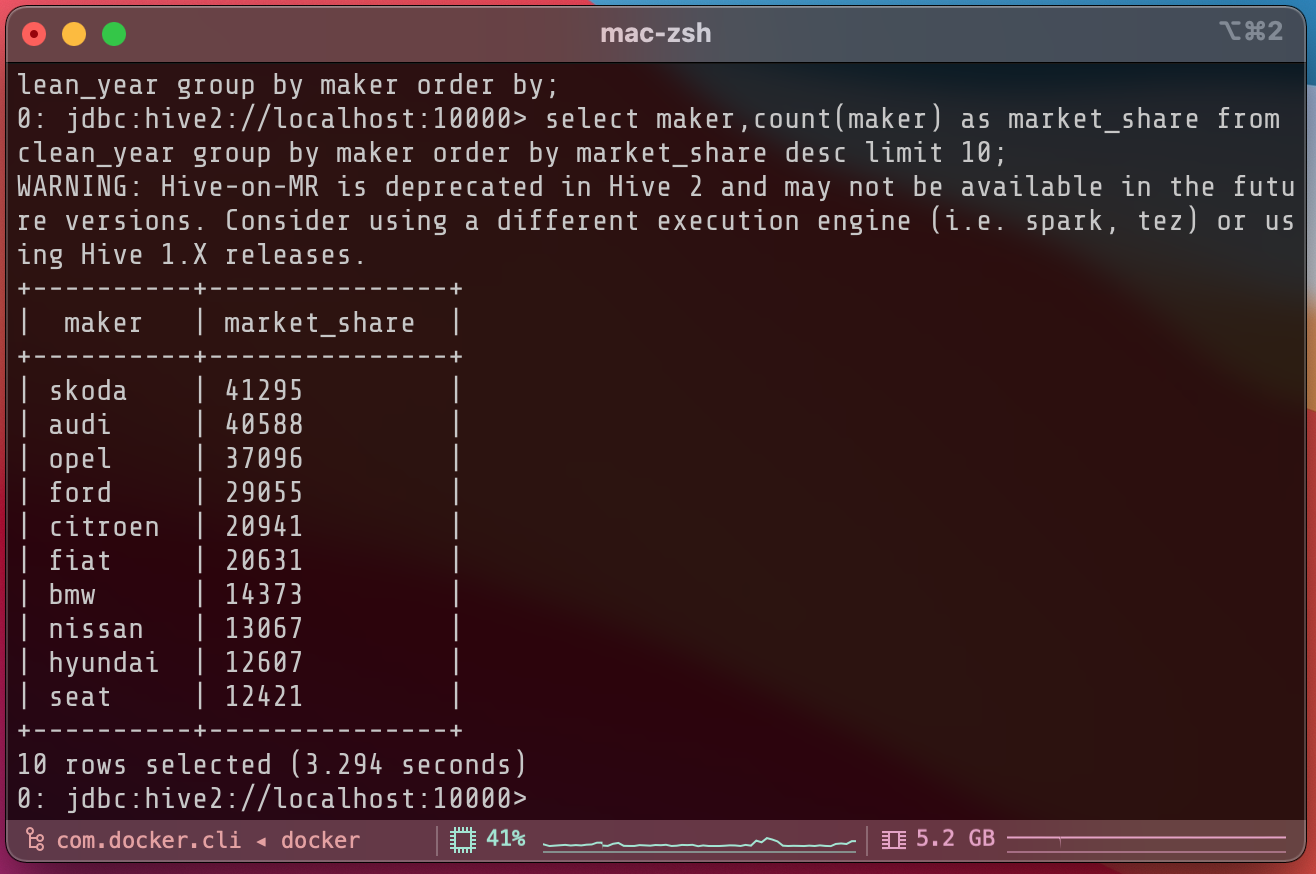 mac-zsh
⌥⌘2
lean_year group by maker order by;
0: jdbc:hive2://localhost:10000> select maker,count(maker) as market_share from
clean_year group by maker order by market_share desc limit 10;
WARNING: Hive-on-MR is deprecated in Hive 2 and may not be available in the futu
re versions. Consider using a different execution engine (i.e. spark, tez) or us
ing Hive 1.X releases.
+----------+---------------+
|  maker   | market_share  |
+----------+---------------+
| skoda    | 41295         |
| audi     | 40588         |
| opel     | 37096         |
| ford     | 29055         |
| citroen  | 20941         |
| fiat     | 20631         |
| bmw      | 14373         |
| nissan   | 13067         |
| hyundai  | 12607         |
| seat     | 12421         |
+----------+---------------+
10 rows selected (3.294 seconds)
0: jdbc:hive2://localhost:10000>
com.docker.cli ◂ docker
41%
5.2 GB